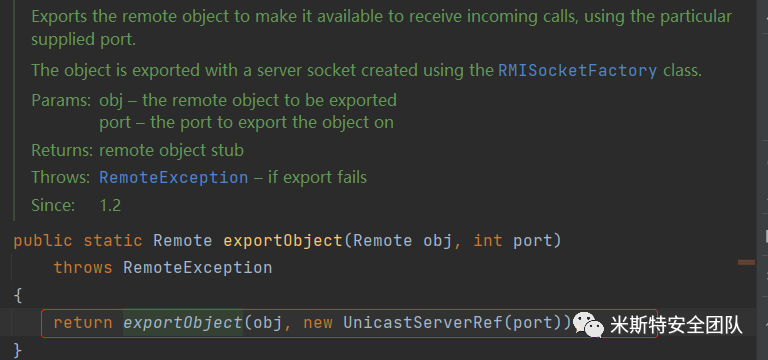 Exports the remote object to make it available to receive incoming calls, using the particular
supplied port.
The object is exported with a server socket created using the RMISocketFactory class.
Params: obj – the remote object to be exported
port – the port to export the object on
Returns: remote object stub
Throws: RemoteException – if export fails
Since: 1.2
public static Remote exportObject(Remote obj, int port)
throws RemoteException
{
return exportObject(obj, new UnicastServerRef(port)) 米斯特安全团队
}